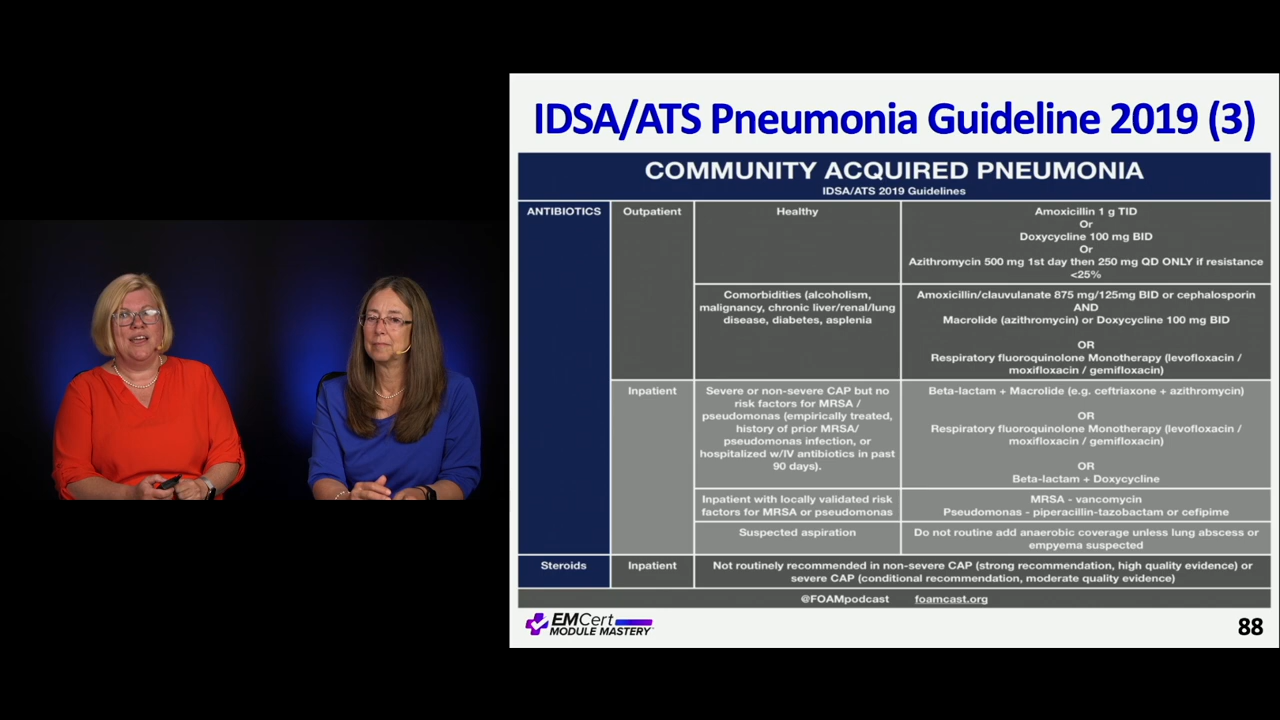 IDSA/ATS Pneumonia Guideline 2019 (3)
COMMUNITY ACQUIRED PNEUMONIA
IDSA/ATS 2019 Guidelines
ANTIBIOTICS
Outpatient
Healthy
Amoxicillin 1 g TID
Or
Doxycycline 100 mg BID
Or
Azithromycin 500 mg 1st day then 250 mg QD ONLY if resistance
<25%
Comorbidities (alcoholism,
malignancy, chronic liver/renal/lung
disease, diabetes, asplenia
Amoxicillin/clauvulanate 875 mg/125mg BID or cephalosporin
AND
Macrolide (azithromycin) or Doxycycline 100 mg BID
OR
Respiratory fluoroquinolone Monotherapy (levofloxacin /
moxifloxacin / gemifloxacin)
Inpatient
Severe or non-severe CAP but no
risk factors for MRSA /
pseudomonas (empirically treated,
history of prior MRSA/
pseudomonas infection, or
hospitalized w/IV antibiotics in past
90 days).
Beta-lactam + Macrolide (e.g. ceftriaxone + azithromycin)
OR
Respiratory fluoroquinolone Monotherapy (levofloxacin /
moxifloxacin / gemifloxacin)
OR
Beta-lactam + Doxycycline
Inpatient with locally validated risk
factors for MRSA or pseudomonas
MRSA - vancomycin
Pseudomonas - piperacillin-tazobactam or cefipime
Suspected aspiration
Do not routine add anaerobic coverage unless lung abscess or
empyema suspected
Steroids
Inpatient
Not routinely recommended in non-severe CAP (strong recommendation, high quality evidence) or
severe CAP (conditional recommendation, moderate quality evidence)
@FOAMpodcast foamcast.org
EMCert
MODULE MASTERY
88